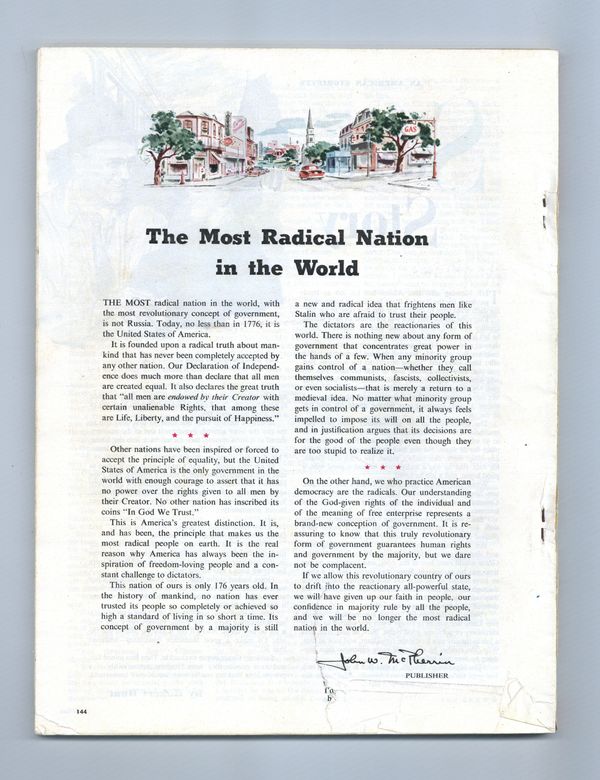 GAS
The Most Radical Nation
in the World
THE MOST radical nation in the world, with
the most revolutionary concept of government,
is not Russia. Today, no less than in 1776, it is
the United States of America.
It is founded upon a radical truth about man-
kind that has never been completely accepted by
any other nation. Our Declaration of Independ-
ence does much more than declare that all men
are created equal. It also declares the great truth
that "all men are endowed by their Creator with
certain unalienable Rights, that among these
are Life, Liberty, and the pursuit of Happiness."
★ ★ ★
Other nations have been inspired or forced to
accept the principle of equality, but the United
States of America is the only government in the
world with enough courage to assert that it has
no power over the rights given to all men by
their Creator. No other nation has inscribed its
coins "In God We Trust."
This is America's greatest distinction. It is,
and has been, the principle that makes us the
most radical people on earth. It is the real
reason why America has always been the in-
spiration of freedom-loving people and a con-
stant challenge to dictators.
This nation of ours is only 176 years old. In
the history of mankind, no nation has ever
trusted its people so completely or achieved so
high a standard of living in so short a time. Its
concept of government by a majority is still
a new and radical idea that frightens men like
Stalin who are afraid to trust their people.
The dictators are the reactionaries of this
world. There is nothing new about any form of
government that concentrates great power in
the hands of a few. When any minority group
gains control of a nation—whether they call
themselves communists, fascists, collectivists,
or even socialists—that is merely a return to a
medieval idea. No matter what minority group
gets in control of a government, it always feels
impelled to impose its will on all the people,
and in justification argues that its decisions are
for the good of the people even though they
are too stupid to realize it.
★ ★ ★
On the other hand, we who practice American
democracy are the radicals. Our understanding
of the God-given rights of the individual and
of the meaning of free enterprise represents a
brand-new conception of government. It is re-
assuring to know that this truly revolutionary
form of government guarantees human rights
and government by the majority, but we dare
not be complacent.
If we allow this revolutionary country of ours
to drift into the reactionary all-powerful state,
we will have given up our faith in people, our
confidence in majority rule by all the people,
and we will be no longer the most radical
nation in the world.
John W. McPherrin
PUBLISHER
144